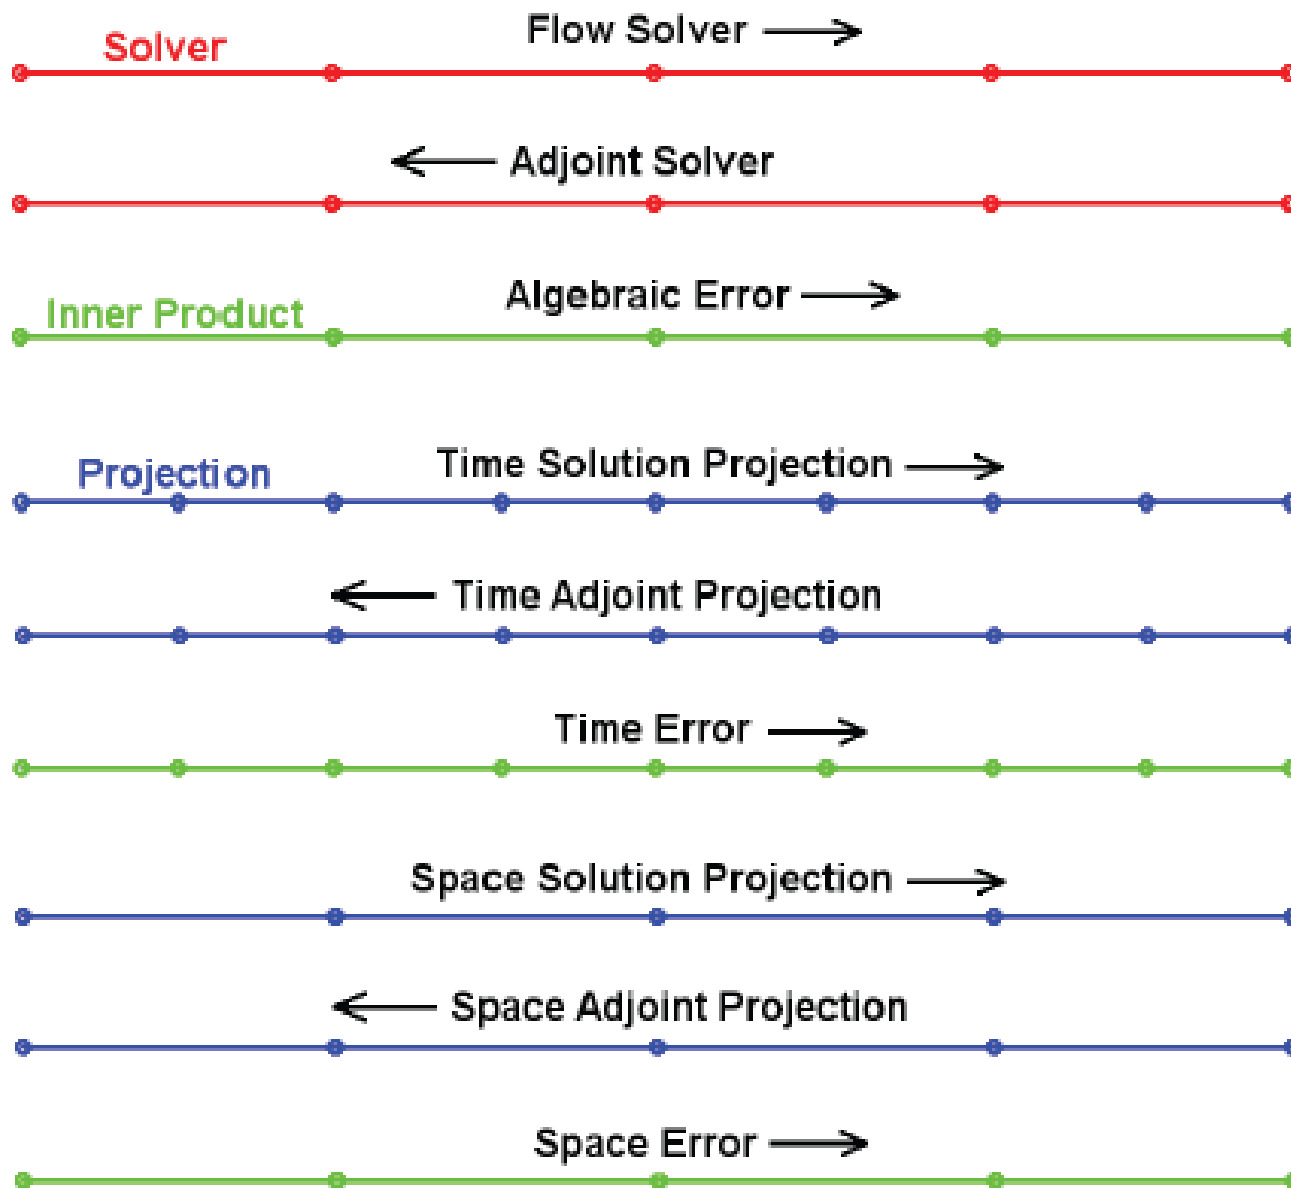 Flow Solver
Solver
Adjoint Solver
Algebraic Error
Inner Product
Time Solution Projection
Projection
Time Adjoint Projection
Time Error
Space Solution Projection
Space Adjoint Projection
Space Error